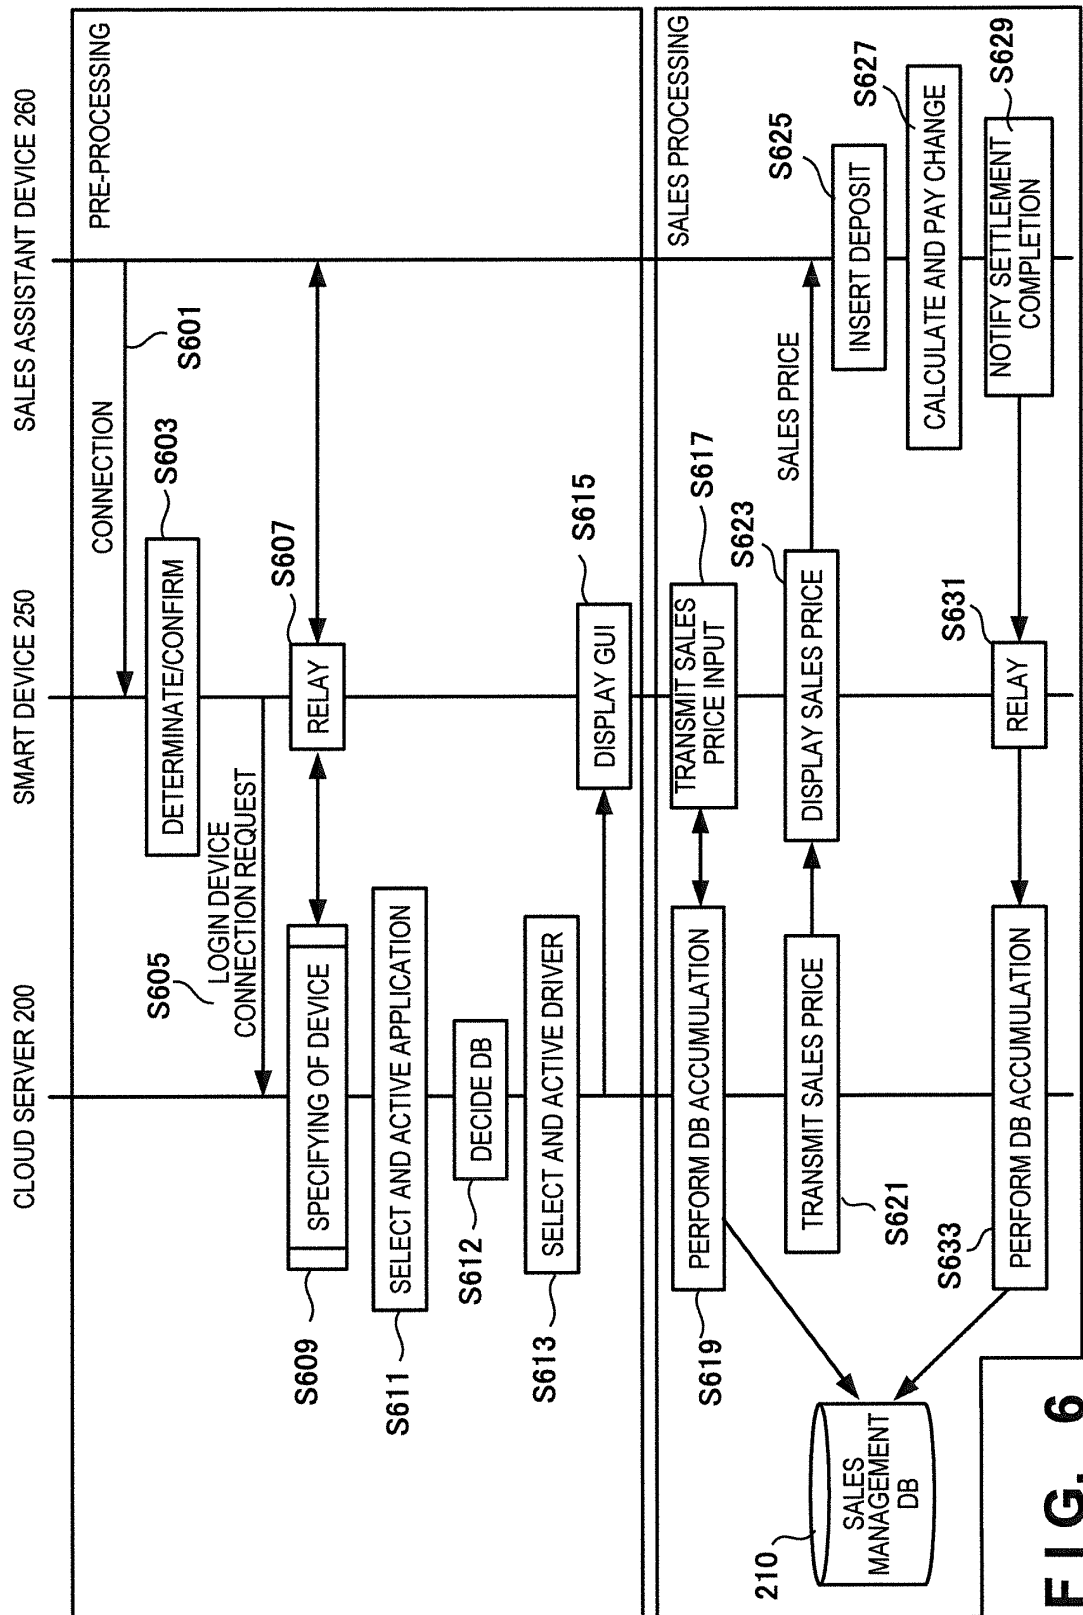 CLOUD SERVER 200
SMART DEVICE 250
SALES ASSISTANT DEVICE 260
PRE-PROCESSING
CONNECTION
S601
DETERMINATE/CONFIRM
S603
S605
LOGIN DEVICE
CONNECTION REQUEST
SPECIFYING OF DEVICE
S609
RELAY
S607
SELECT AND ACTIVE APPLICATION
S611
DECIDE DB
S612
SELECT AND ACTIVE DRIVER
S613
DISPLAY GUI
S615
SALES PROCESSING
PERFORM DB ACCUMULATION
S619
TRANSMIT SALES
PRICE INPUT
S617
TRANSMIT SALES PRICE
S621
DISPLAY SALES PRICE
S623
SALES PRICE
INSERT DEPOSIT
S625
CALCULATE AND PAY CHANGE
S627
NOTIFY SETTLEMENT
COMPLETION
S629
RELAY
S631
PERFORM DB ACCUMULATION
S633
SALES
MANAGEMENT
DB
210
FIG. 6